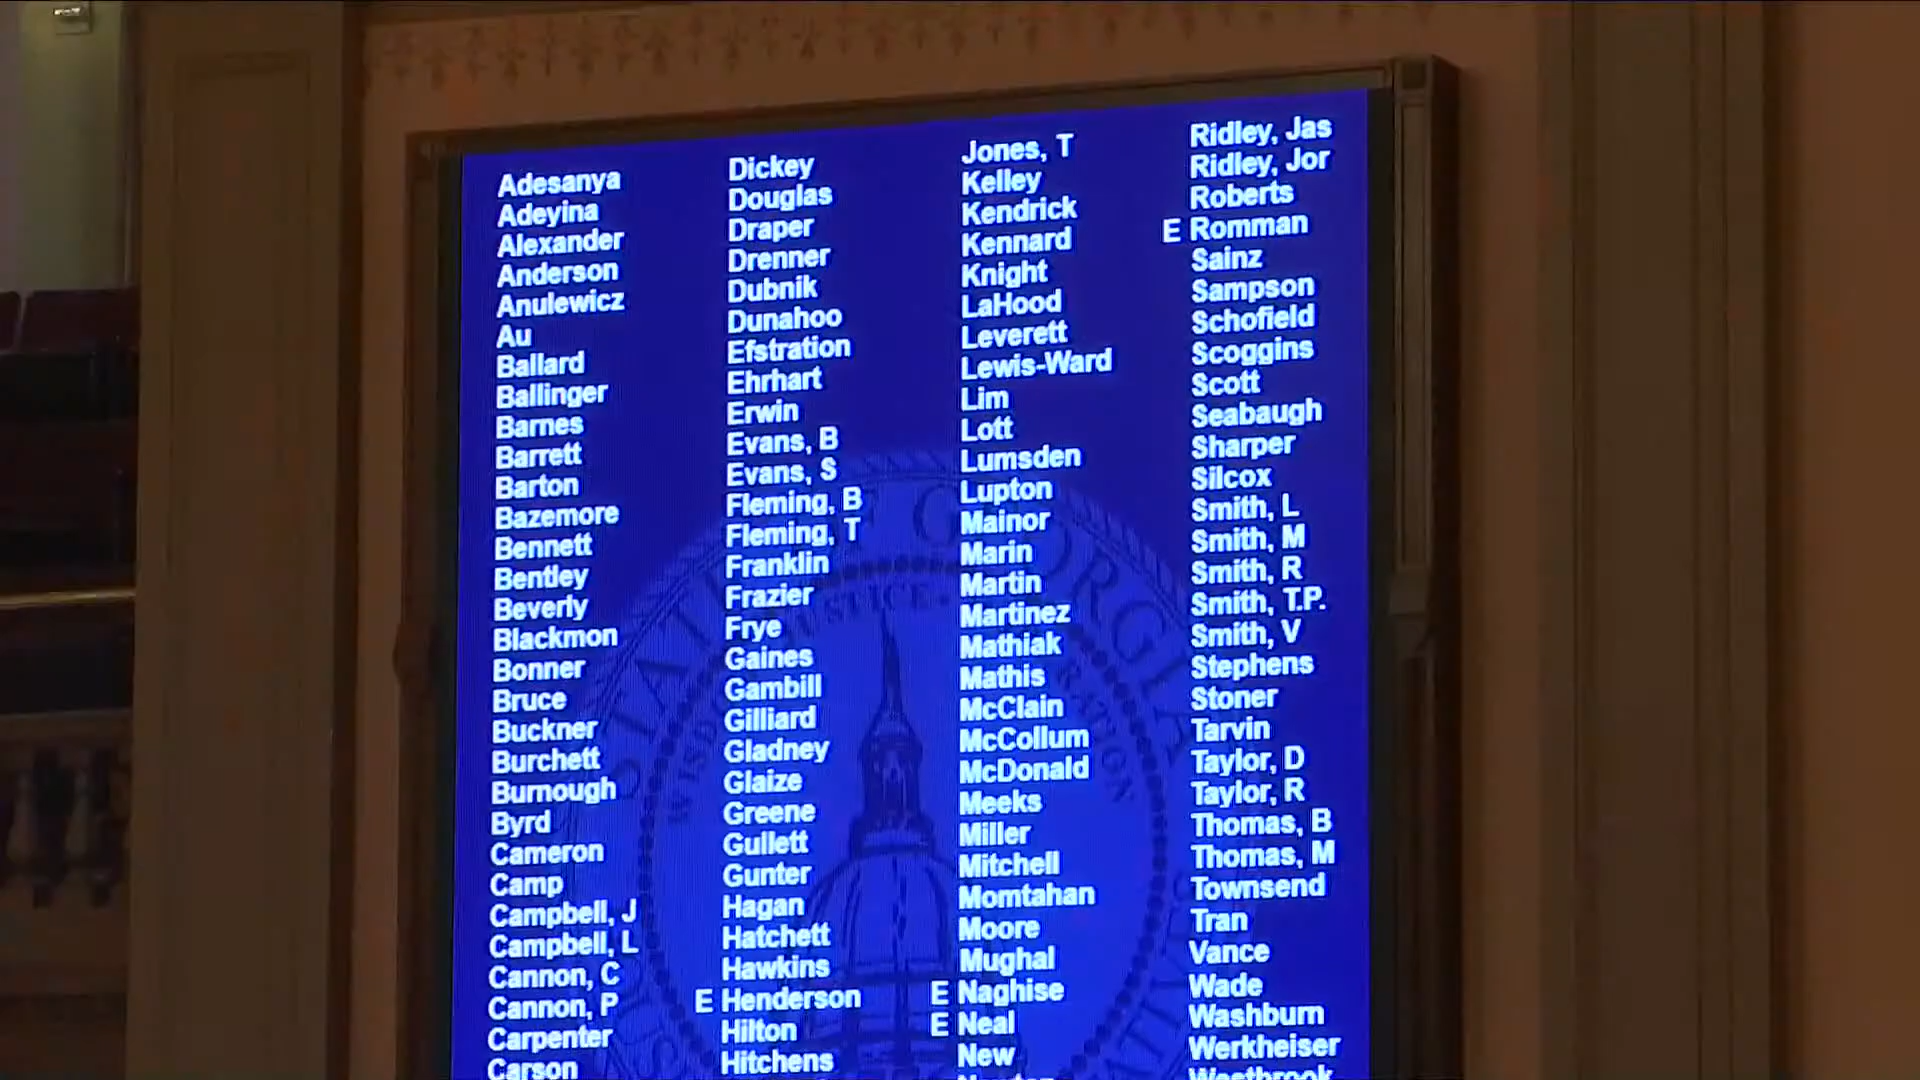 Adesanya
Adeyina
Alexander
Anderson
Anulewicz
Au
Ballard
Ballinger
Barnes
Barrett
Barton
Bazemore
Bennett
Bentley
Beverly
Blackmon
Bonner
Bruce
Buckner
Burchett
Burnough
Byrd
Cameron
Camp
Campbell, J
Campbell, L
Cannon, C
Cannon, P
Carpenter
Carson
Dickey
Douglas
Draper
Drenner
Dubnik
Dunahoo
Efstration
Ehrhart
Erwin
Evans, B
Evans, S
Fleming, B
Fleming, T
Franklin
Frazier
Frye
Gaines
Gambill
Gilliard
Gladney
Glaize
Greene
Gullett
Gunter
Hagan
Hatchett
Hawkins
E Henderson
Hilton
Hitchens
Jones, T
Kelley
Kendrick
Kennard
Knight
LaHood
Leverett
Lewis-Ward
Lim
Lott
Lumsden
Lupton
Mainor
Marin
Martin
Martinez
Mathiak
Mathis
McClain
McCollum
McDonald
Meeks
Miller
Mitchell
Momtahan
Moore
Mughal
E Naghise
E Neal
New
Ridley, Jas
Ridley, Jor
Roberts
E Romman
Sainz
Sampson
Schofield
Scoggins
Scott
Seabaugh
Sharper
Silcox
Smith, L
Smith, M
Smith, R
Smith, T.P.
Smith, V
Stephens
Stoner
Tarvin
Taylor, D
Taylor, R
Thomas, B
Thomas, M
Townsend
Tran
Vance
Wade
Washburn
Werkheiser
Westbrook
STATE OF GEORGIA